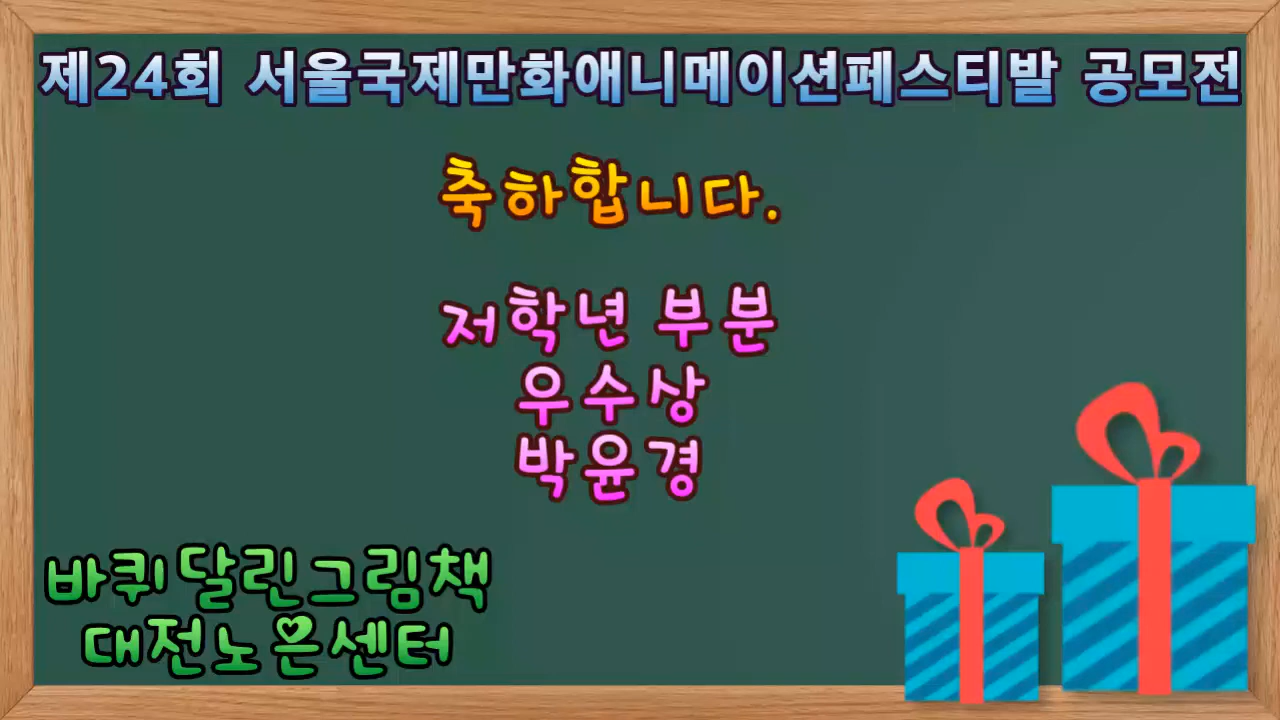 제24회 서울국제만화애니메이션페스티발 공모전
축하합니다.
저학년 부분
우수상
박윤경
바퀴달린그림책
대전노은센터